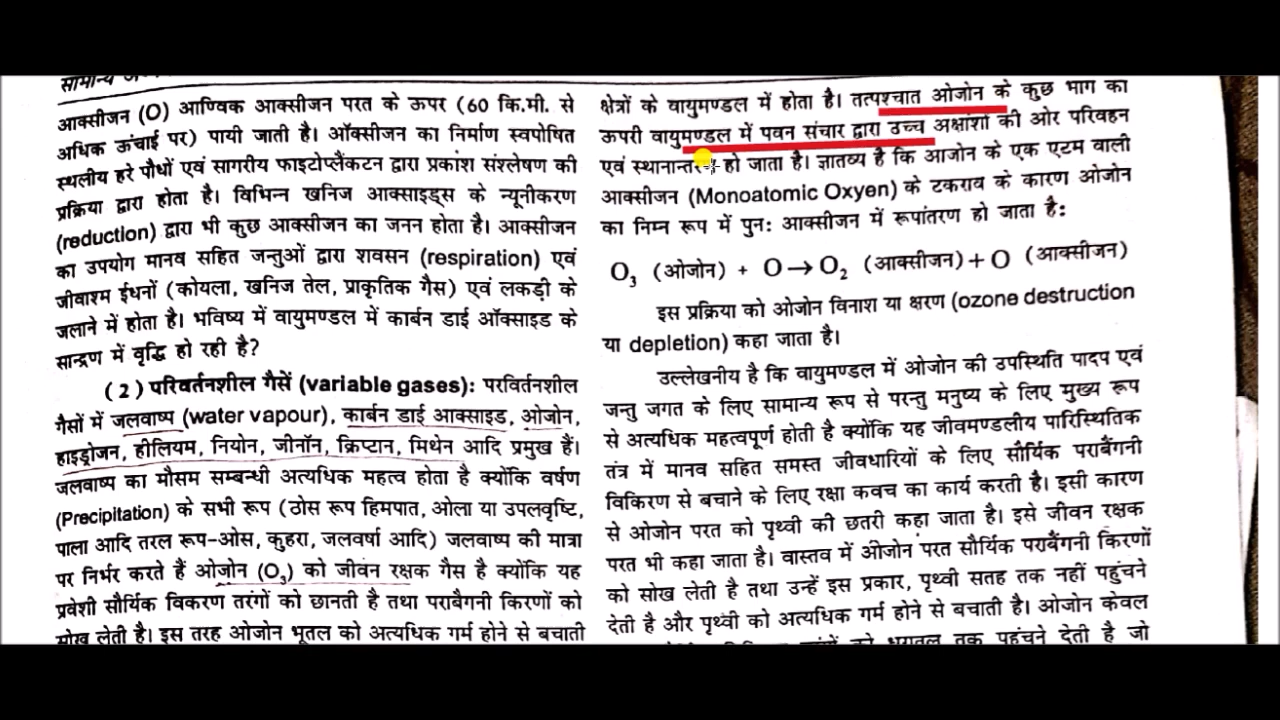 सामान्य
आक्सीजन (O) आण्विक आक्सीजन परत के ऊपर (60 कि.मी. से
अधिक ऊंचाई पर) पायी जाती है। ऑक्सीजन का निर्माण स्वपोषित
स्थलीय हरे पौधों एवं सागरीय फाइटोप्लैंकटन द्वारा प्रकांश संश्लेषण की
प्रक्रिया द्वारा होता है। विभिन्न खनिज आक्साइड्स के न्यूनीकरण
(reduction) द्वारा भी कुछ आक्सीजन का जनन होता है। आक्सीजन
का उपयोग मानव सहित जन्तुओं द्वारा शवसन (respiration) एवं
जीवाश्म ईधनों (कोयला, खनिज तेल, प्राकृतिक गैस) एवं लकड़ी के
जलाने में होता है। भविष्य में वायुमण्डल में कार्बन डाई ऑक्साइड के
सान्द्रण में वृद्धि हो रही है?
(2) परिवर्तनशील गैसें (variable gases): परविर्तनशील
गैसों में जलवाष्प (water vapour), कार्बन डाई आक्साइड, ओजोन,
हाइड्रोजन, हीलियम, नियोन, जीनॉन, क्रिप्टान, मिथेन आदि प्रमुख हैं।
जलवाष्प का मौसम सम्बन्धी अत्यधिक महत्व होता है क्योंकि वर्षण
(Precipitation) के सभी रूप (ठोस रूप हिमपात, ओला या उपलवृष्टि,
पाला आदि तरल रूप-ओस, कुहरा, जलवर्षा आदि) जलवाष्प की मात्रा
पर निर्भर करते हैं ओजोन (O₃) को जीवन रक्षक गैस है क्योंकि यह
प्रवेशी सौर्यिक विकरण तरंगों को छानती है तथा पराबैगनी किरणों को
सोख लेती है। इस तरह ओजोन भूतल को अत्यधिक गर्म होने से बचाती
क्षेत्रों के वायुमण्डल में होता है। तत्पश्चात ओजोन के कुछ भाग का
ऊपरी वायुमण्डल में पवन संचार द्वारा उच्च अक्षांशों की ओर परिवहन
एवं स्थानान्तरण हो जाता है। ज्ञातव्य है कि आजोन के एक एटम वाली
आक्सीजन (Monoatomic Oxyen) के टकराव के कारण ओजोन
का निम्न रूप में पुनः आक्सीजन में रूपांतरण हो जाता है:
O₃ (ओजोन) + O→O₂ (आक्सीजन)+O (आक्सीजन)
इस प्रक्रिया को ओजोन विनाश या क्षरण (ozone destruction
या depletion) कहा जाता है।
उल्लेखनीय है कि वायुमण्डल में ओजोन की उपस्थिति पादप एवं
जन्तु जगत के लिए सामान्य रूप से परन्तु मनुष्य के लिए मुख्य रूप
से अत्यधिक महत्वपूर्ण होती है क्योंकि यह जीवमण्डलीय पारिस्थितिक
तंत्र में मानव सहित समस्त जीवधारियों के लिए सौर्यिक पराबैंगनी
विकिरण से बचाने के लिए रक्षा कवच का कार्य करती है। इसी कारण
से ओजोन परत को पृथ्वी की छतरी कहा जाता है। इसे जीवन रक्षक
परत भी कहा जाता है। वास्तव में ओजोन परत सौर्यिक पराबैंगनी किरणों
को सोख लेती है तथा उन्हें इस प्रकार, पृथ्वी सतह तक नहीं पहुंचने
देती है और पृथ्वी को अत्यधिक गर्म होने से बचाती है। ओजोन केवल
को धरातल तक पहुंचने देती है जो